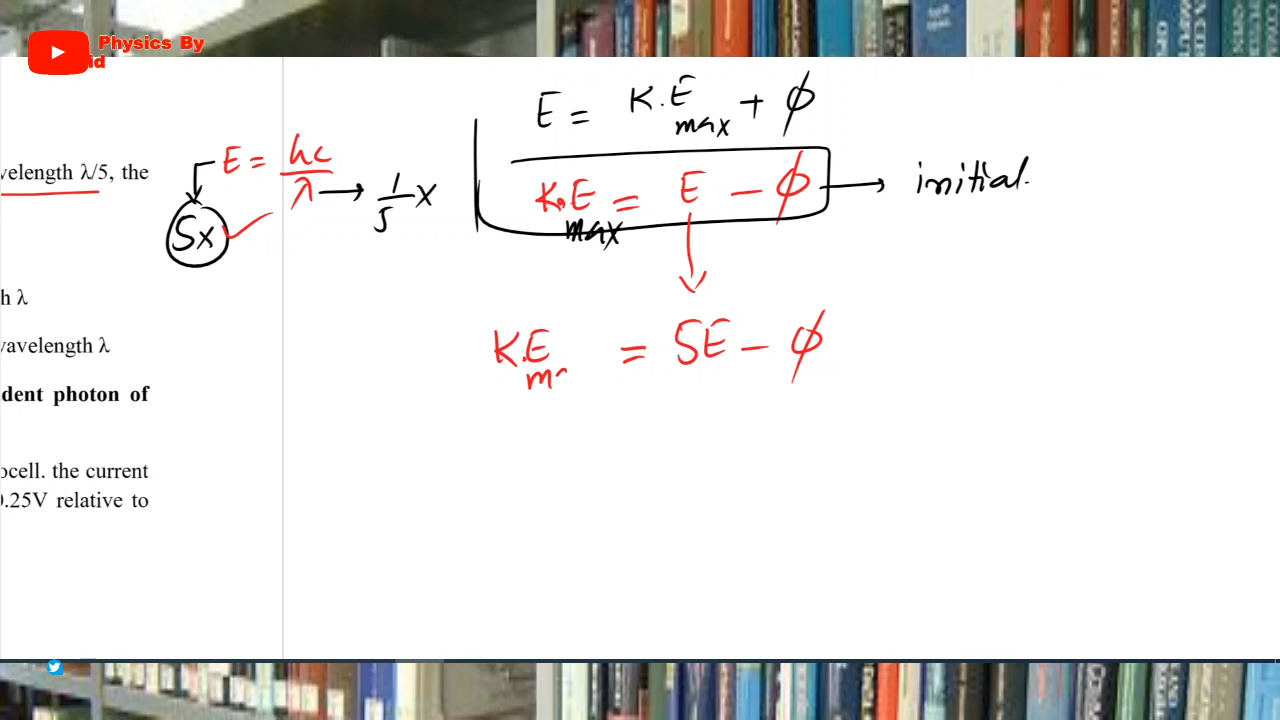 Physics By
id
velength λ/5, the
h λ
vavelength λ
dent photon of
ocell. the current
0.25V relative to
E = hc/λ → 1/5 x
5x
E = K.E max + φ
K.E max = E - φ → initial.
K.E m = 5E - φ